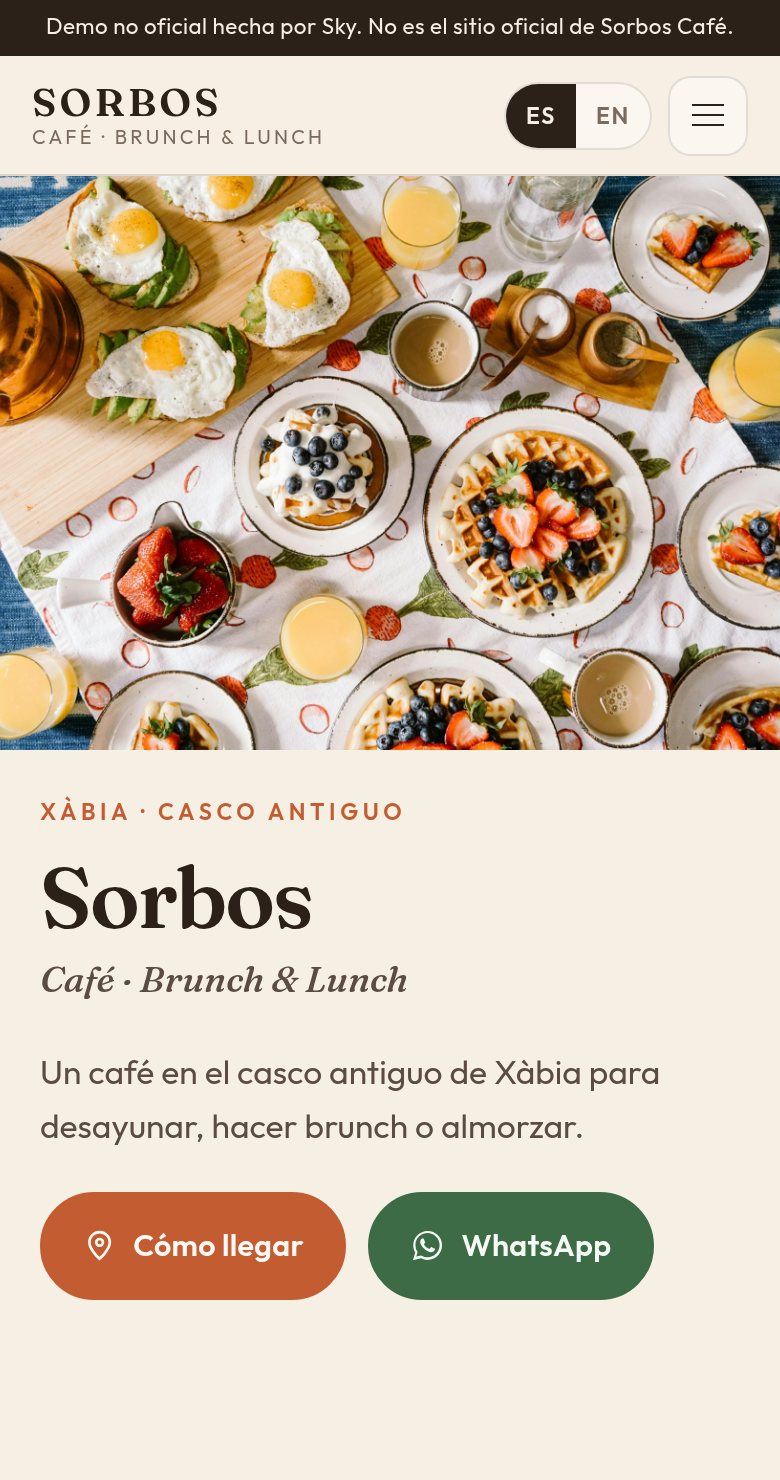 Demo no oficial hecha por Sky. No es el sitio oficial de Sorbos Café.
SORBOS
CAFÉ · BRUNCH & LUNCH
ES EN
XÀBIA · CASCO ANTIGUO
Sorbos
Café · Brunch & Lunch
Un café en el casco antiguo de Xàbia para
desayunar, hacer brunch o almorzar.
Cómo llegar WhatsApp